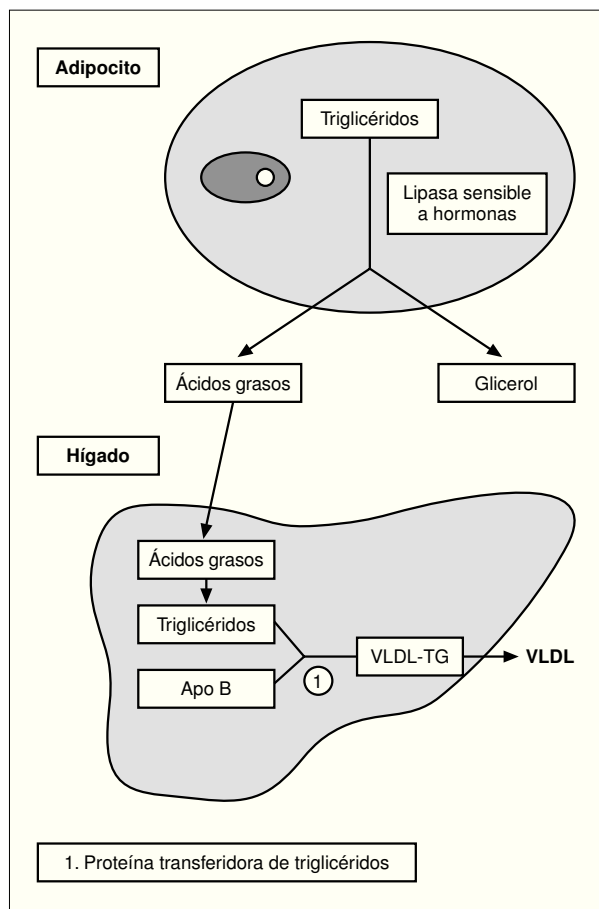 Adipocito
Triglicéridos
Lipasa sensible
a hormonas
Ácidos grasos
Glicerol
Hígado
Ácidos grasos
Triglicéridos
Apo B
1
VLDL-TG
VLDL
1. Proteína transferidora de triglicéridos